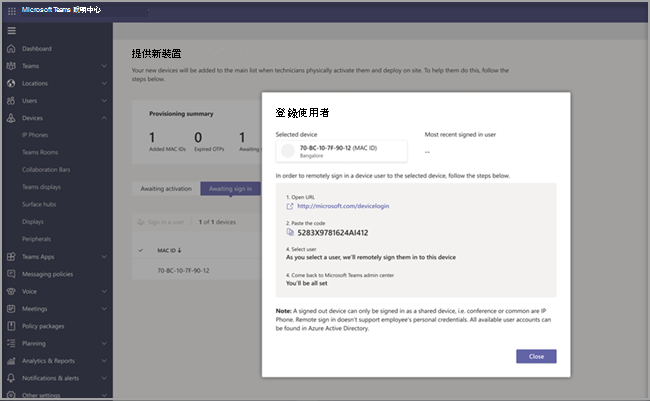 Microsoft Teams 系統管理中心
Dashboard
Teams
Locations
Users
Devices
IP Phones
Teams Rooms
Collaboration Bars
Teams displays
Surface hubs
Displays
Peripherals
Teams Apps
Messaging policies
Voice
Meetings
Policy packages
Planning
Analytics & Reports
Notifications & alerts
Other settings
提供新裝置
Your new devices will be added to the main list when technicians physically activate them and deploy on site. To help them do this, follow the
steps below.
Provisioning summary
1 0 1
Added MAC IDs Expired OTPs Awaiting
Awaiting activation Awaiting sign in
Sign in a user 1 of 1 devices
MAC ID ↓
70-BC-10-7F-90-12
登錄使用者
Selected device Most recent signed in user
70-BC-10-7F-90-12 (MAC ID) --
Bangalore
In order to remotely sign in a device user to the selected device, follow the steps below.
1. Open URL
http://microsoft.com/devicelogin
2. Paste the code
5283X9781624AI412
4. Select user
As you select a user, we'll remotely sign them in to this device
4. Come back to Microsoft Teams admin center
You'll be all set
Note: A signed out device can only be signed in as a shared device, i.e. conference or common are IP
Phone. Remote sign in doesn't support employee's personal credentials. All available user accounts can
be found in Azure Active Directory.
Close